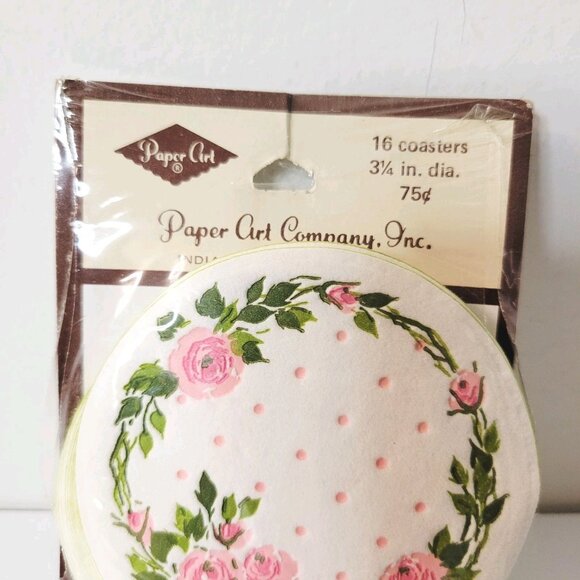 Paper Art
®
16 coasters
3¼ in. dia.
75¢
Paper Art Company, Inc.